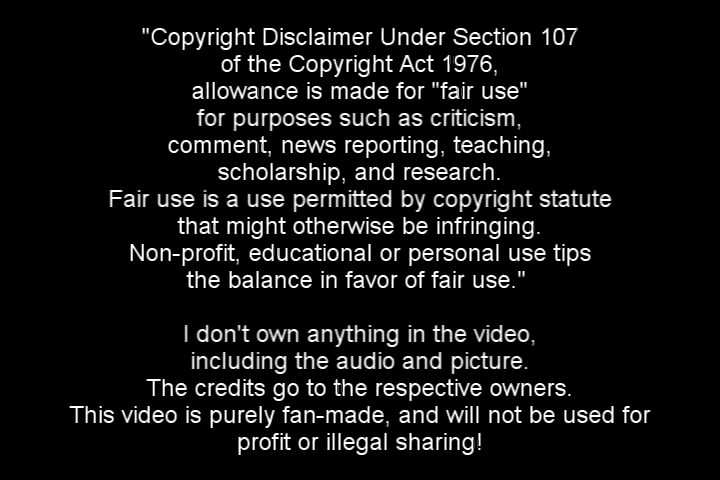 "Copyright Disclaimer Under Section 107
of the Copyright Act 1976,
allowance is made for "fair use"
for purposes such as criticism,
comment, news reporting, teaching,
scholarship, and research.
Fair use is a use permitted by copyright statute
that might otherwise be infringing.
Non-profit, educational or personal use tips
the balance in favor of fair use."
I don't own anything in the video,
including the audio and picture.
The credits go to the respective owners.
This video is purely fan-made, and will not be used for
profit or illegal sharing!